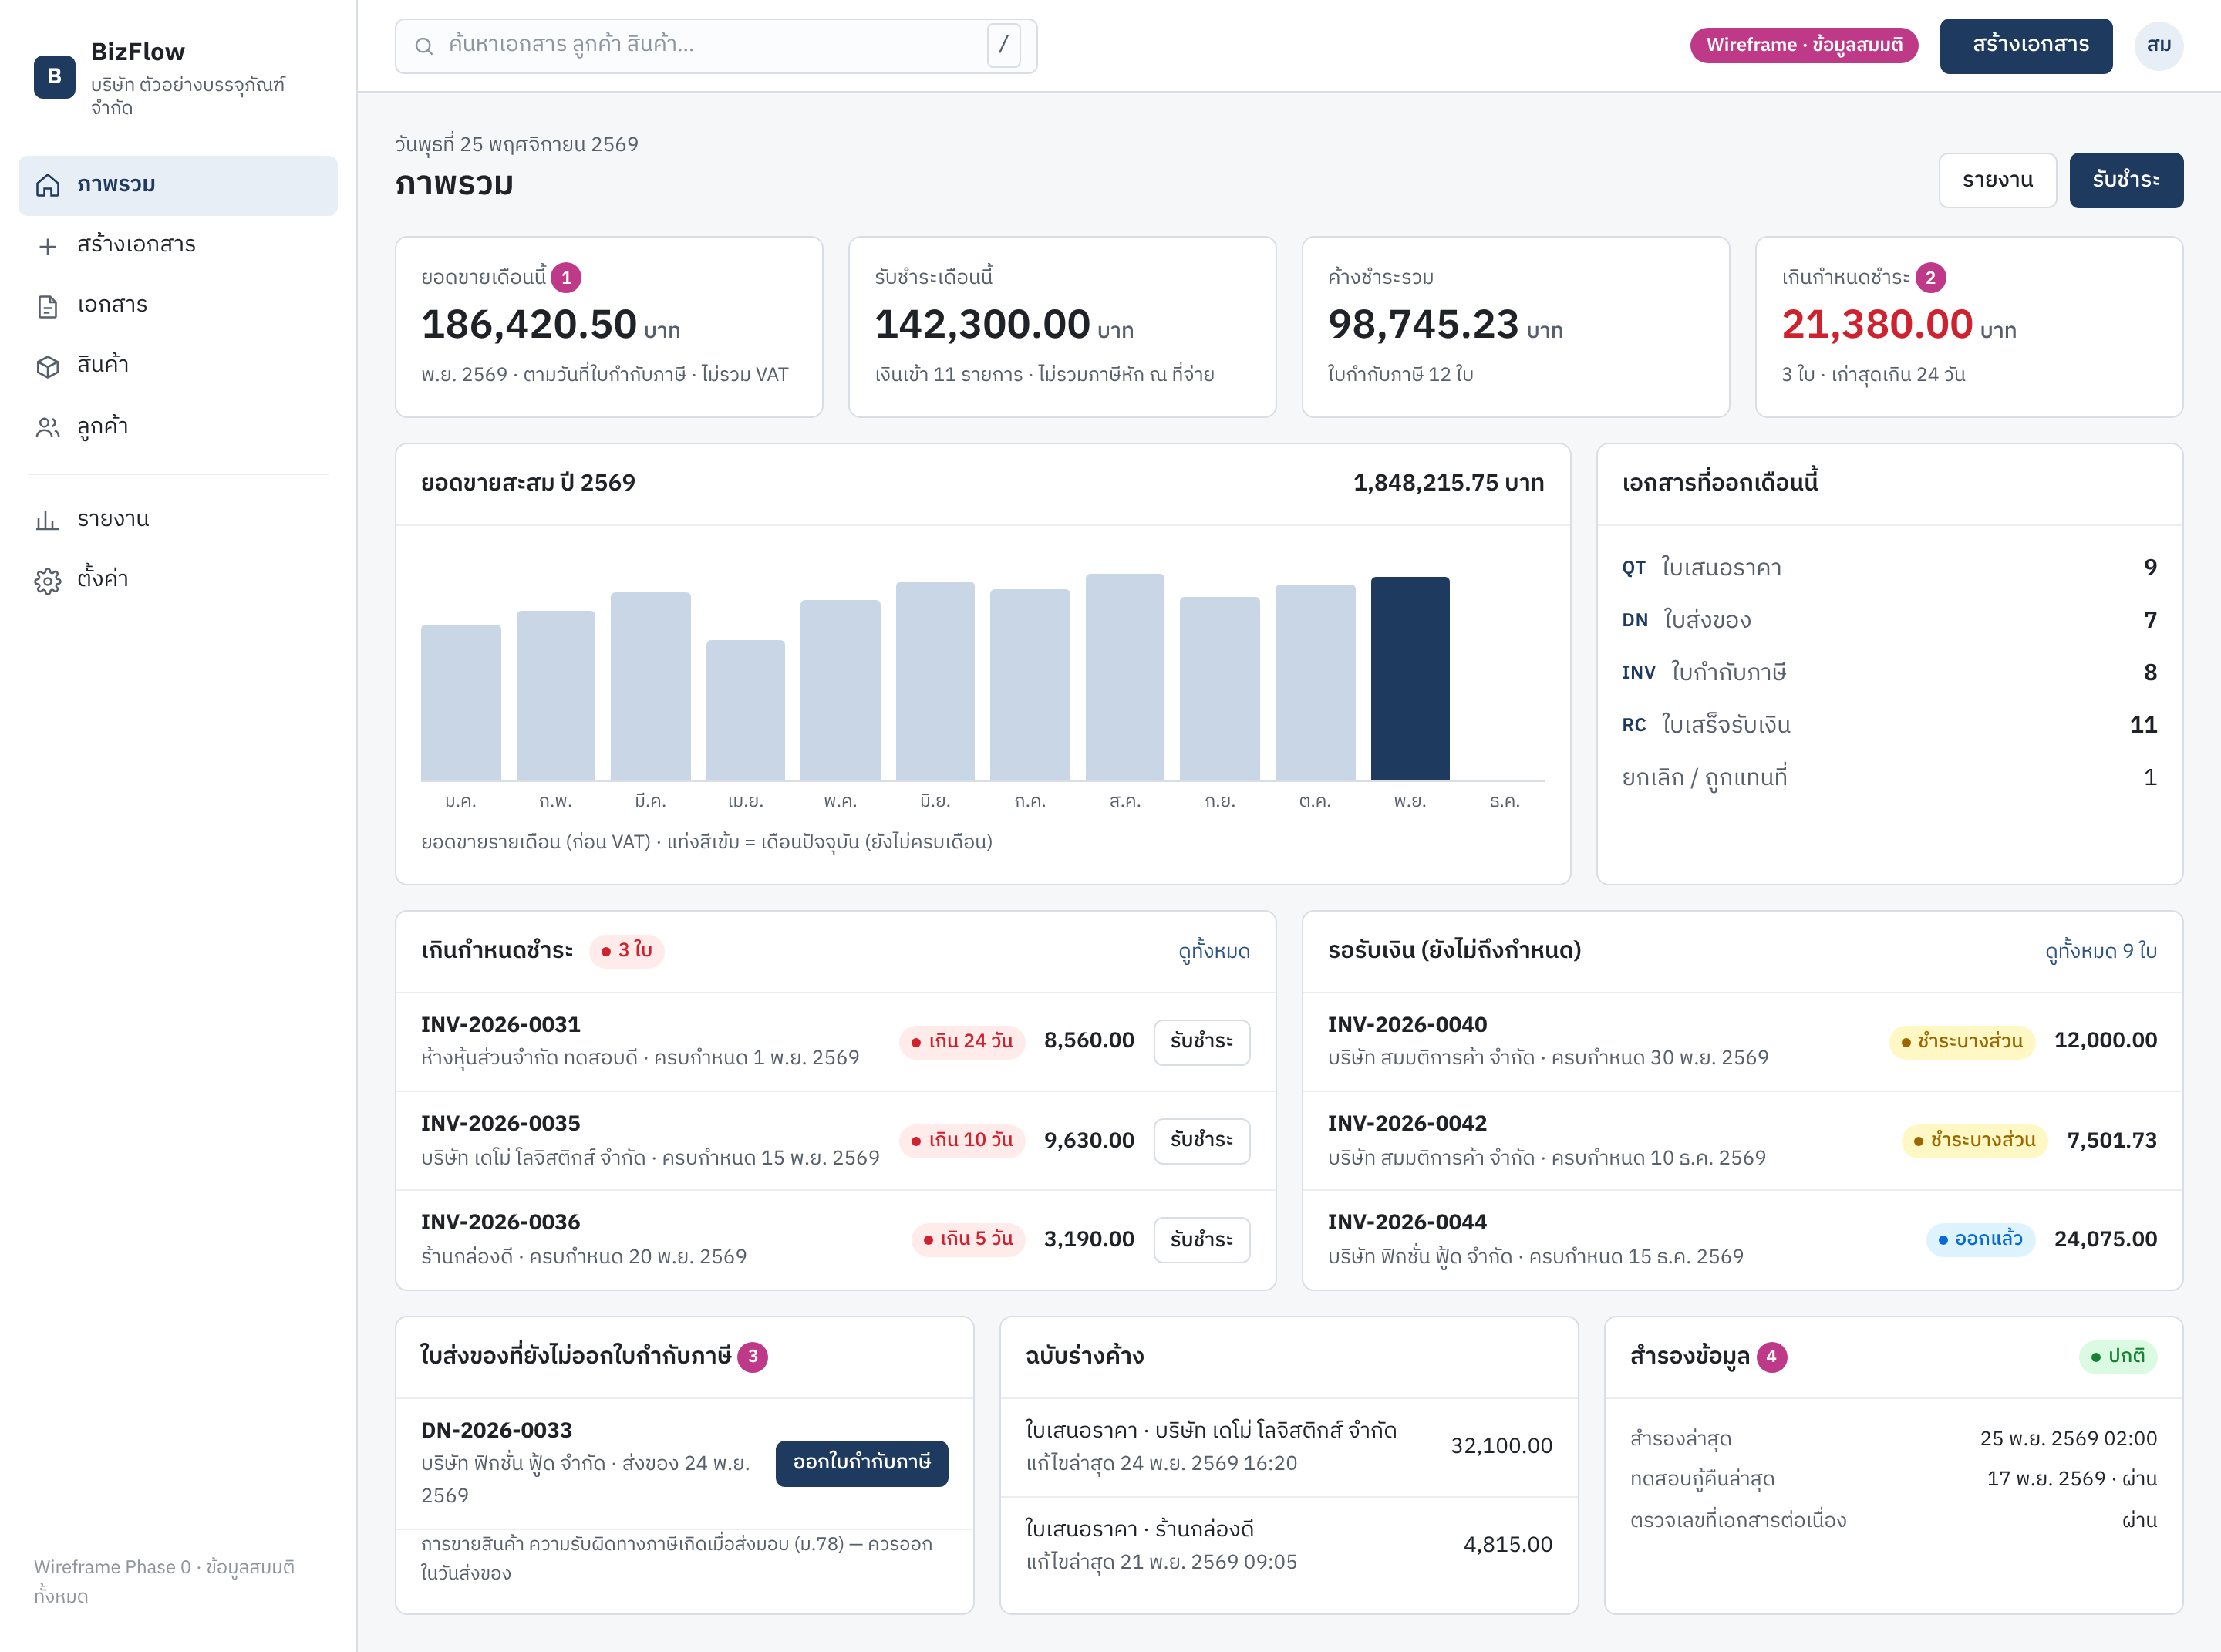 B
BizFlow
บริษัท ตัวอย่างบรรจุภัณฑ์
จำกัด
ภาพรวม
สร้างเอกสาร
เอกสาร
สินค้า
ลูกค้า
รายงาน
ตั้งค่า
Wireframe Phase 0 · ข้อมูลสมมติ
ทั้งหมด
ค้นหาเอกสาร ลูกค้า สินค้า...
/
Wireframe · ข้อมูลสมมติ
สร้างเอกสาร
สม
วันพุธที่ 25 พฤศจิกายน 2569
ภาพรวม
รายงาน
รับชำระ
ยอดขายเดือนนี้ 1
186,420.50 บาท
พ.ย. 2569 · ตามวันที่ใบกำกับภาษี · ไม่รวม VAT
รับชำระเดือนนี้
142,300.00 บาท
เงินเข้า 11 รายการ · ไม่รวมภาษีหัก ณ ที่จ่าย
ค้างชำระรวม
98,745.23 บาท
ใบกำกับภาษี 12 ใบ
เกินกำหนดชำระ 2
21,380.00 บาท
3 ใบ · เก่าสุดเกิน 24 วัน
ยอดขายสะสม ปี 2569
1,848,215.75 บาท
ม.ค. ก.พ. มี.ค. เม.ย. พ.ค. มิ.ย. ก.ค. ส.ค. ก.ย. ต.ค. พ.ย. ธ.ค.
ยอดขายรายเดือน (ก่อน VAT) · แท่งสีเข้ม = เดือนปัจจุบัน (ยังไม่ครบเดือน)
เอกสารที่ออกเดือนนี้
QT ใบเสนอราคา 9
DN ใบส่งของ 7
INV ใบกำกับภาษี 8
RC ใบเสร็จรับเงิน 11
ยกเลิก / ถูกแทนที่ 1
เกินกำหนดชำระ 3 ใบ
ดูทั้งหมด
INV-2026-0031
ห้างหุ้นส่วนจำกัด ทดสอบดี · ครบกำหนด 1 พ.ย. 2569
เกิน 24 วัน 8,560.00 รับชำระ
INV-2026-0035
บริษัท เดโม่ โลจิสติกส์ จำกัด · ครบกำหนด 15 พ.ย. 2569
เกิน 10 วัน 9,630.00 รับชำระ
INV-2026-0036
ร้านกล่องดี · ครบกำหนด 20 พ.ย. 2569
เกิน 5 วัน 3,190.00 รับชำระ
รอรับเงิน (ยังไม่ถึงกำหนด)
ดูทั้งหมด 9 ใบ
INV-2026-0040
บริษัท สมมติการค้า จำกัด · ครบกำหนด 30 พ.ย. 2569
ชำระบางส่วน 12,000.00
INV-2026-0042
บริษัท สมมติการค้า จำกัด · ครบกำหนด 10 ธ.ค. 2569
ชำระบางส่วน 7,501.73
INV-2026-0044
บริษัท ฟิกชั่น ฟู้ด จำกัด · ครบกำหนด 15 ธ.ค. 2569
ออกแล้ว 24,075.00
ใบส่งของที่ยังไม่ออกใบกำกับภาษี 3
DN-2026-0033
บริษัท ฟิกชั่น ฟู้ด จำกัด · ส่งของ 24 พ.ย.
2569
ออกใบกำกับภาษี
การขายสินค้า ความรับผิดทางภาษีเกิดเมื่อส่งมอบ (ม.78) — ควรออก
ในวันส่งของ
ฉบับร่างค้าง
ใบเสนอราคา · บริษัท เดโม่ โลจิสติกส์ จำกัด
แก้ไขล่าสุด 24 พ.ย. 2569 16:20
32,100.00
ใบเสนอราคา · ร้านกล่องดี
แก้ไขล่าสุด 21 พ.ย. 2569 09:05
4,815.00
สำรองข้อมูล 4
ปกติ
สำรองล่าสุด 25 พ.ย. 2569 02:00
ทดสอบกู้คืนล่าสุด 17 พ.ย. 2569 · ผ่าน
ตรวจเลขที่เอกสารต่อเนื่อง ผ่าน